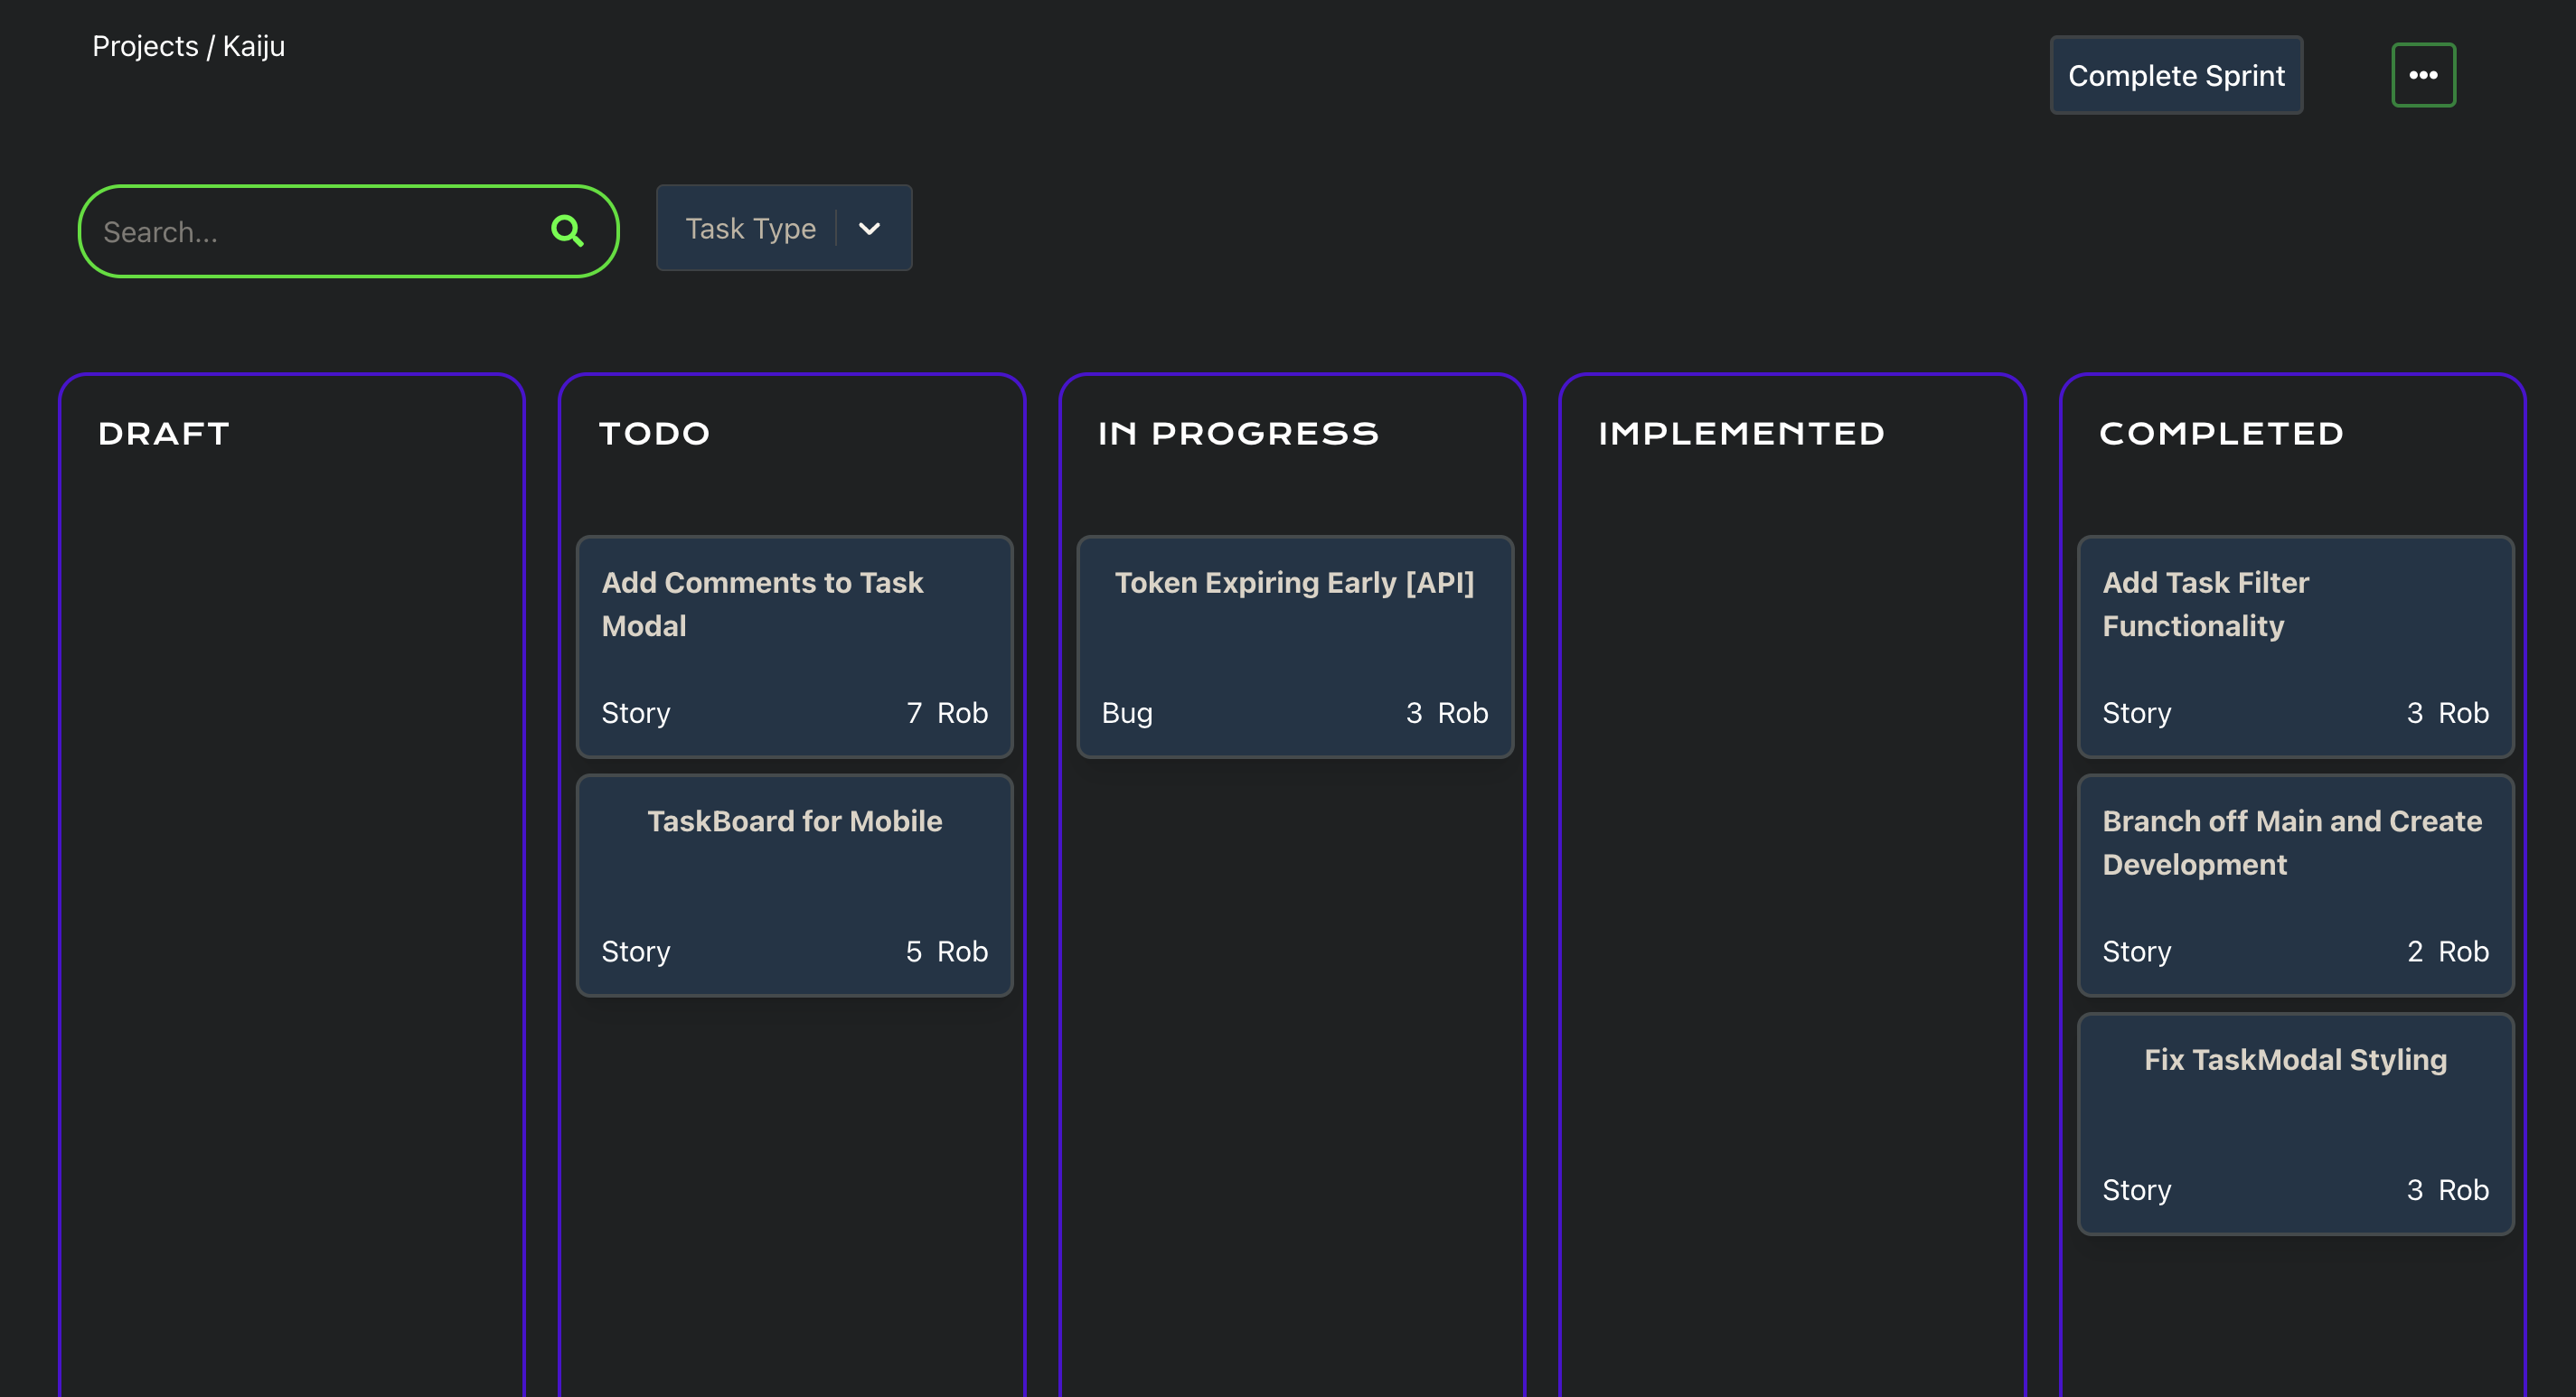 Projects / Kaiju
Complete Sprint
Search...
Task Type
DRAFT
TODO
Add Comments to Task
Modal
Story 7 Rob
TaskBoard for Mobile
Story 5 Rob
IN PROGRESS
Token Expiring Early [API]
Bug 3 Rob
IMPLEMENTED
COMPLETED
Add Task Filter
Functionality
Story 3 Rob
Branch off Main and Create
Development
Story 2 Rob
Fix TaskModal Styling
Story 3 Rob